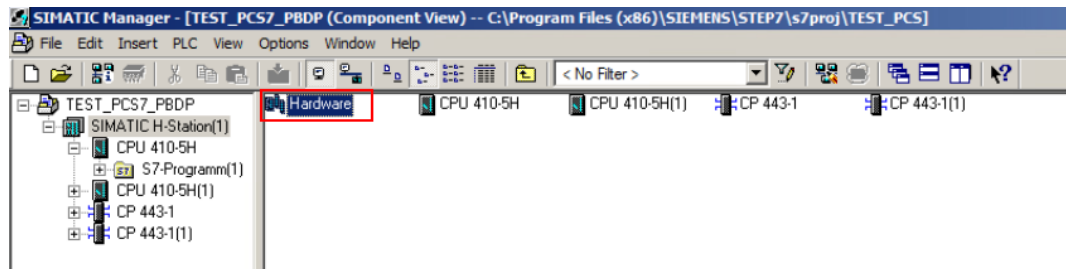 SIMATIC Manager - [TEST_PCS7_PBDP (Component View) -- C:\Program Files (x86)\SIEMENS\STEP7\s7proj\TEST_PCS]
File Edit Insert PLC View Options Window Help
< No Filter >
TEST_PCS7_PBDP
SIMATIC H-Station(1)
CPU 410-5H
S7-Programm(1)
CPU 410-5H(1)
CP 443-1
CP 443-1(1)
Hardware CPU 410-5H CPU 410-5H(1) CP 443-1 CP 443-1(1)